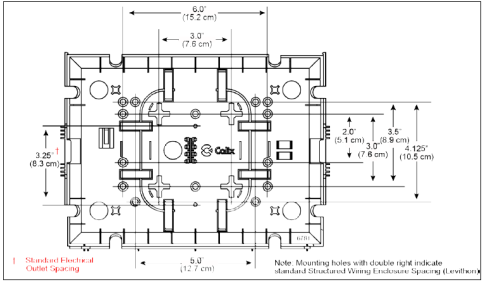 6.0"
(15.2 cm)
3.0"
(7.6 cm)
3.25" †
(8.3 cm)
Calix
2.0"
(5.1 cm)
3.0"
(7.6 cm)
3.5"
(8.9 cm)
4.125"
(10.5 cm)
5.0"
(12.7 cm)
Standard Electrical
Outlet Spacing
Note: Mounting holes with double right indicate
standard Structured Wiring Enclosure Spacing (Levithon)